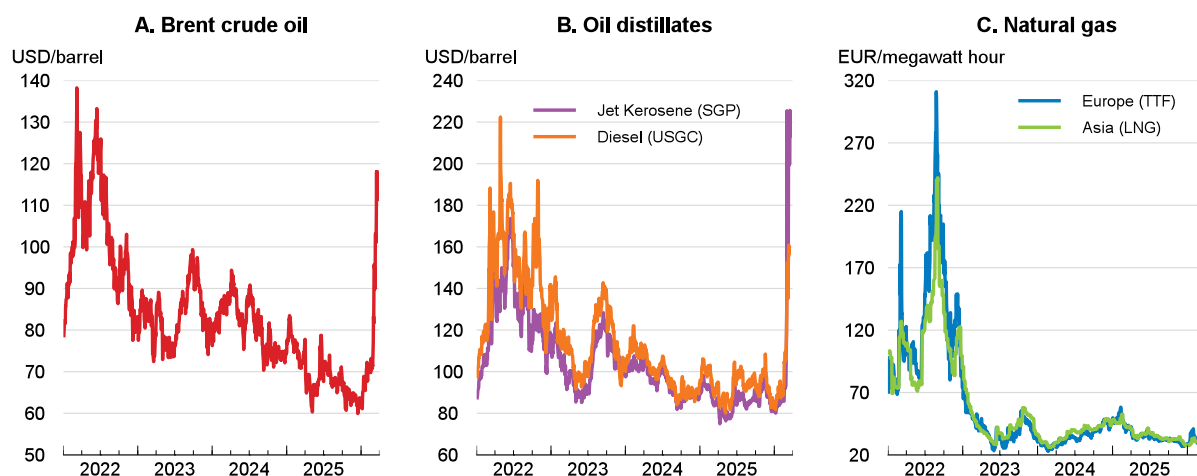 A. Brent crude oil
USD/barrel
140
130
120
110
100
90
80
70
60
50
2022 2023 2024 2025
B. Oil distillates
USD/barrel
240
220
200
180
160
140
120
100
80
60
Jet Kerosene (SGP)
Diesel (USGC)
2022 2023 2024 2025
C. Natural gas
EUR/megawatt hour
320
270
220
170
120
70
20
Europe (TTF)
Asia (LNG)
2022 2023 2024 2025